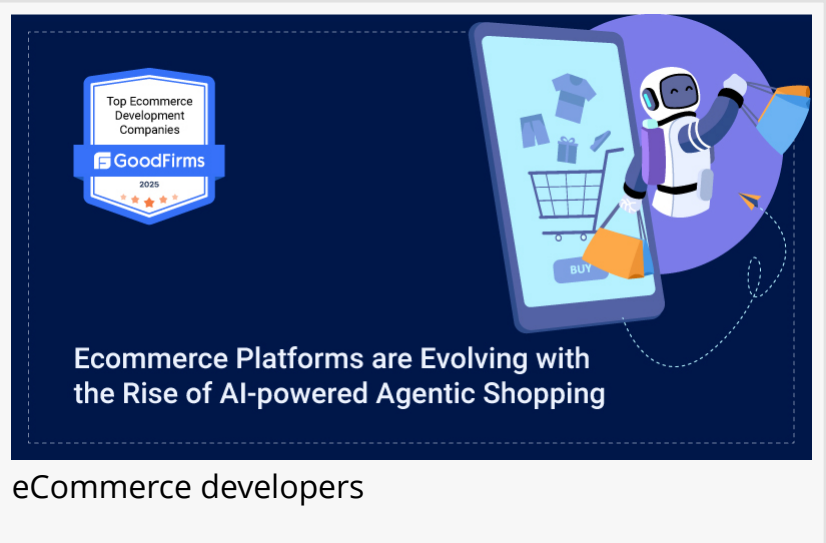 Top Ecommerce
Development
Companies
GoodFirms
2025
BUY
Ecommerce Platforms are Evolving with
the Rise of AI-powered Agentic Shopping
eCommerce developers